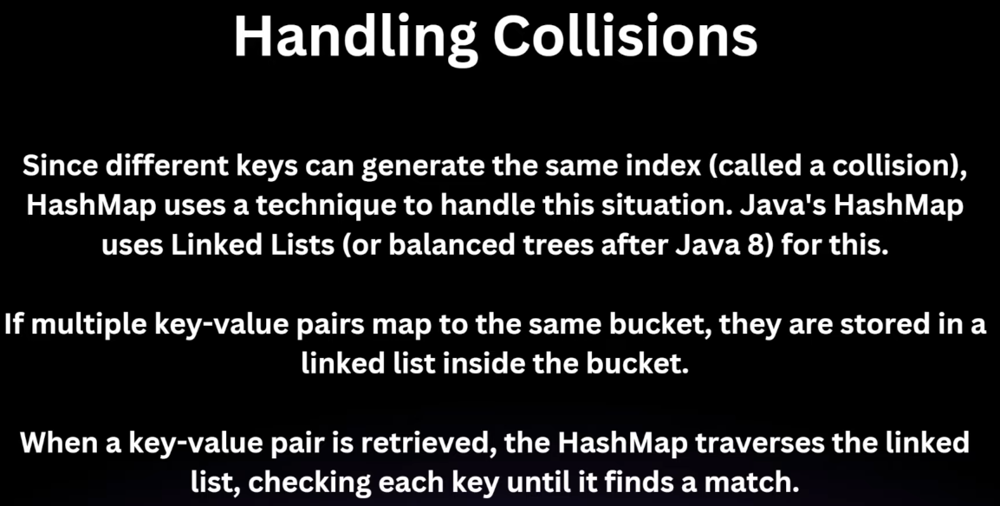 Handling Collisions
Since different keys can generate the same index (called a collision),
HashMap uses a technique to handle this situation. Java's HashMap
uses Linked Lists (or balanced trees after Java 8) for this.
If multiple key-value pairs map to the same bucket, they are stored in a
linked list inside the bucket.
When a key-value pair is retrieved, the HashMap traverses the linked
list, checking each key until it finds a match.